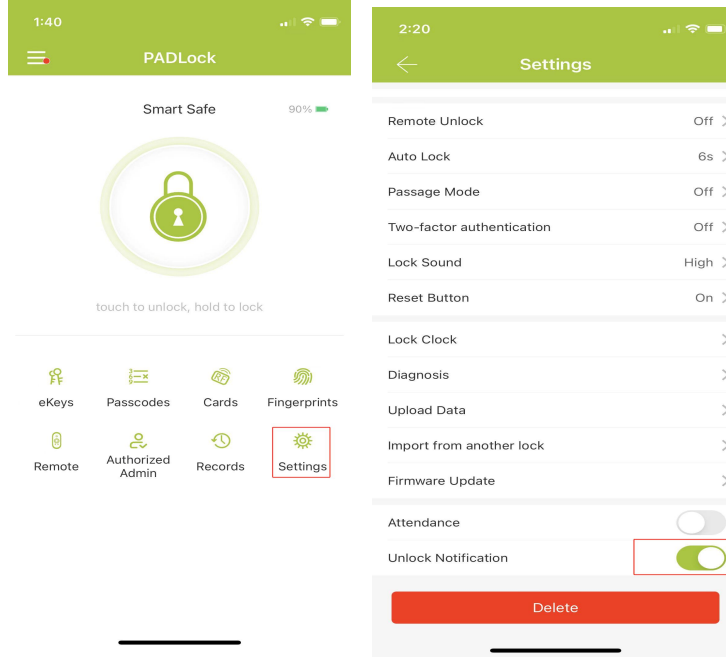 1:40
PADLock
Smart Safe
90%
touch to unlock, hold to lock
eKeys
Passcodes
Cards
Fingerprints
Remote
Authorized
Admin
Records
Settings
2:20
Settings
Remote Unlock Off
Auto Lock 6s
Passage Mode Off
Two-factor authentication Off
Lock Sound High
Reset Button On
Lock Clock
Diagnosis
Upload Data
Import from another lock
Firmware Update
Attendance
Unlock Notification
Delete